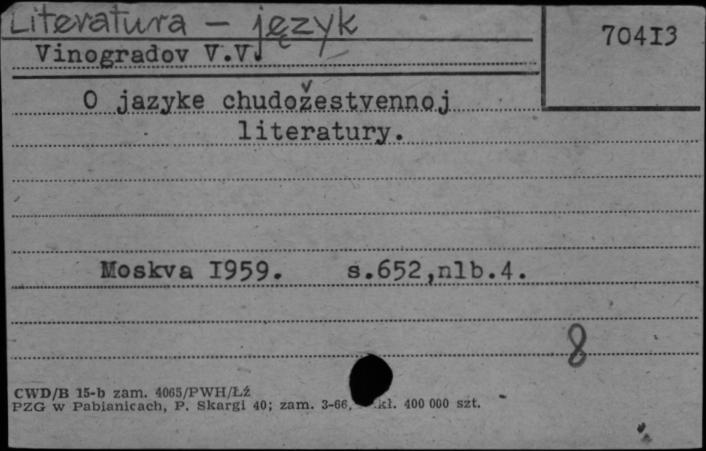 Literatura – język
70413
Vinogradov V.V.
O jazyke chudožestvennoj
literatury.
Moskva 1959. s.652,nlb.4.
8
CWD/B 15-b zam. 4065/PWH/Łź
PZG w Pabianicach, P. Skargi 40; zam. 3-66, kł. 400 000 szt.